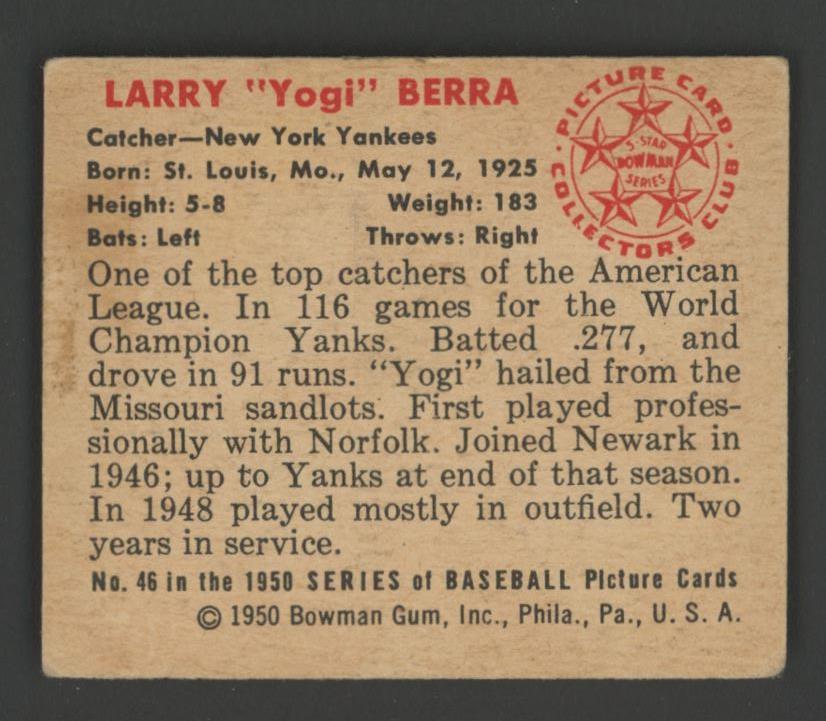 LARRY "Yogi" BERRA
Catcher—New York Yankees
Born: St. Louis, Mo., May 12, 1925
Height: 5-8 Weight: 183
Bats: Left Throws: Right
PICTURE CARD
COLLECTORS CLUB
5-STAR
BOWMAN
SERIES
One of the top catchers of the American
League. In 116 games for the World
Champion Yanks. Batted .277, and
drove in 91 runs. "Yogi" hailed from the
Missouri sandlots. First played profes-
sionally with Norfolk. Joined Newark in
1946; up to Yanks at end of that season.
In 1948 played mostly in outfield. Two
years in service.
No. 46 in the 1950 SERIES of BASEBALL Picture Cards
© 1950 Bowman Gum, Inc., Phila., Pa., U. S. A.